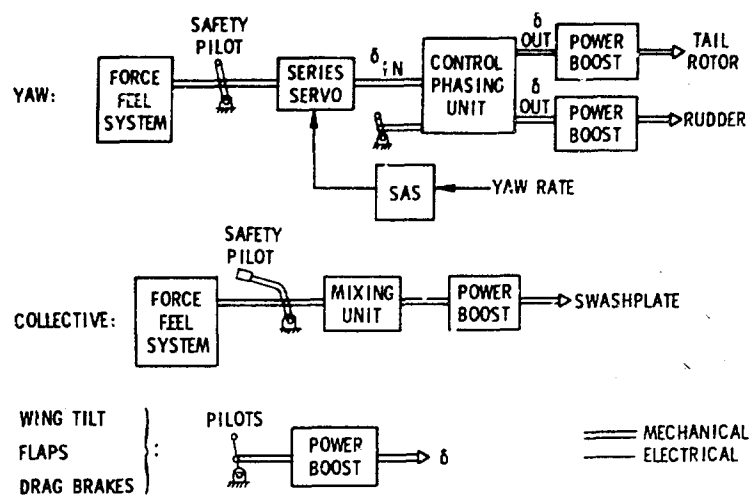 YAW:
FORCE
FEEL
SYSTEM
SAFETY
PILOT
SERIES
SERVO
δ iN
CONTROL
PHASING
UNIT
δ
OUT
POWER
BOOST
TAIL
ROTOR
δ
OUT
POWER
BOOST
RUDDER
SAS
YAW RATE
COLLECTIVE:
FORCE
FEEL
SYSTEM
SAFETY
PILOT
MIXING
UNIT
POWER
BOOST
SWASHPLATE
WING TILT
FLAPS
DRAG BRAKES
:
PILOTS
POWER
BOOST
δ
MECHANICAL
ELECTRICAL